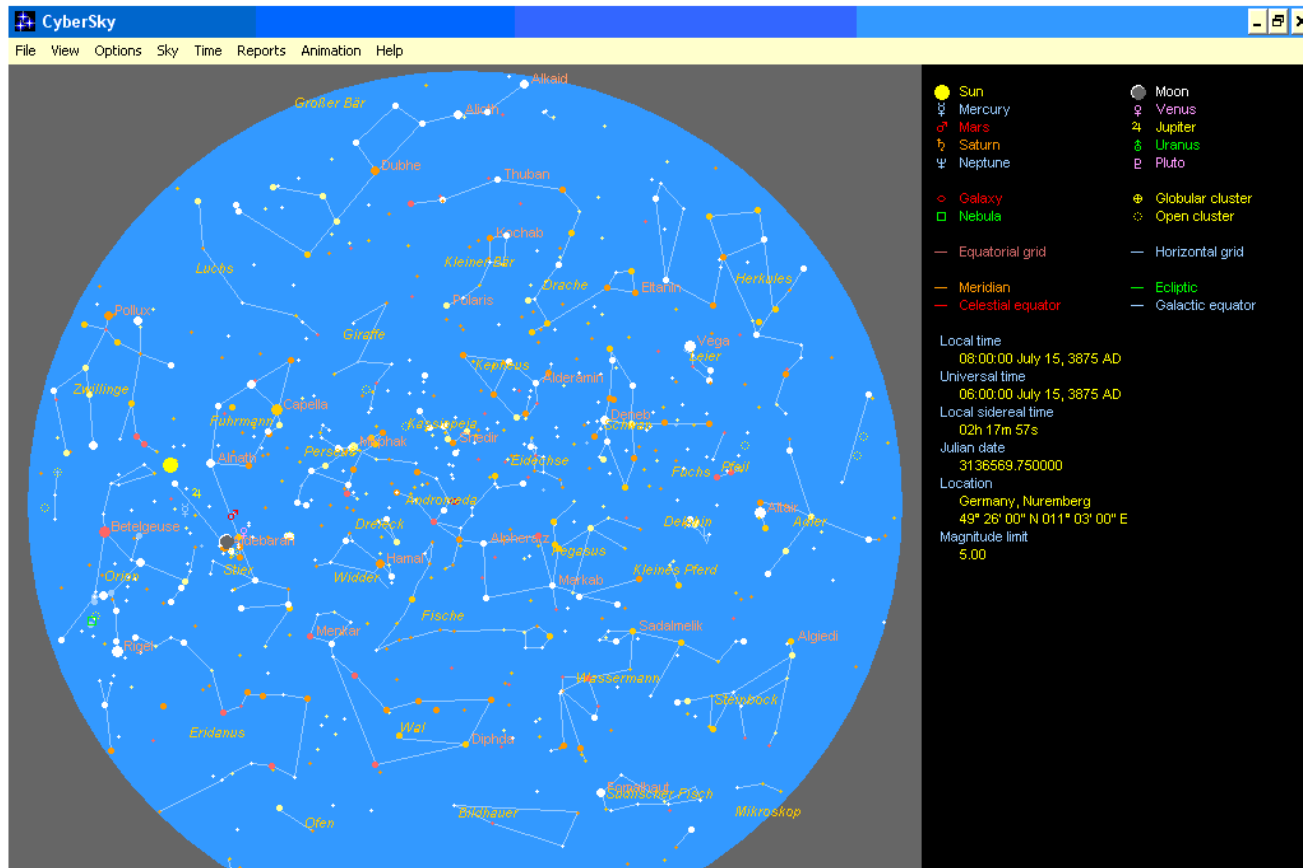 CyberSky
File View Options Sky Time Reports Animation Help
Alkaid
Großer Bär
Alioth
Dubhe
Thuban
Kochab
Kleiner Bär
Luchs
Herkules
Drache
Eltanin
Polaris
Pollux
Giraffe
Vega
Leier
Kepheus
Alderamin
Zwillinge
Capella
Fuhrmann
Kassiopeia
Deneb
Schwan
Shedir
Perseus
Alnath
Eidechse
Pfeil
Fuchs
Andromeda
Altair
Adler
Betelgeuse
Dreieck
Delphin
Aldebaran
Alpheratz
Pegasus
Hamal
Stier
Orion
Widder
Kleines Pferd
Markab
Fische
Menkar
Sadalmelik
Algiedi
Rigel
Wassermann
Steinbock
Eridanus
Wal
Diphda
Fomalhaut
Südlischer Fisch
Ofen
Bildhauer
Mikroskop
Sun Moon
Mercury Venus
Mars Jupiter
Saturn Uranus
Neptune Pluto
Galaxy Globular cluster
Nebula Open cluster
Equatorial grid Horizontal grid
Meridian Ecliptic
Celestial equator Galactic equator
Local time
08:00:00 July 15, 3875 AD
Universal time
06:00:00 July 15, 3875 AD
Local sidereal time
02h 17m 57s
Julian date
3136569.750000
Location
Germany, Nuremberg
49° 26' 00" N 011° 03' 00" E
Magnitude limit
5.00